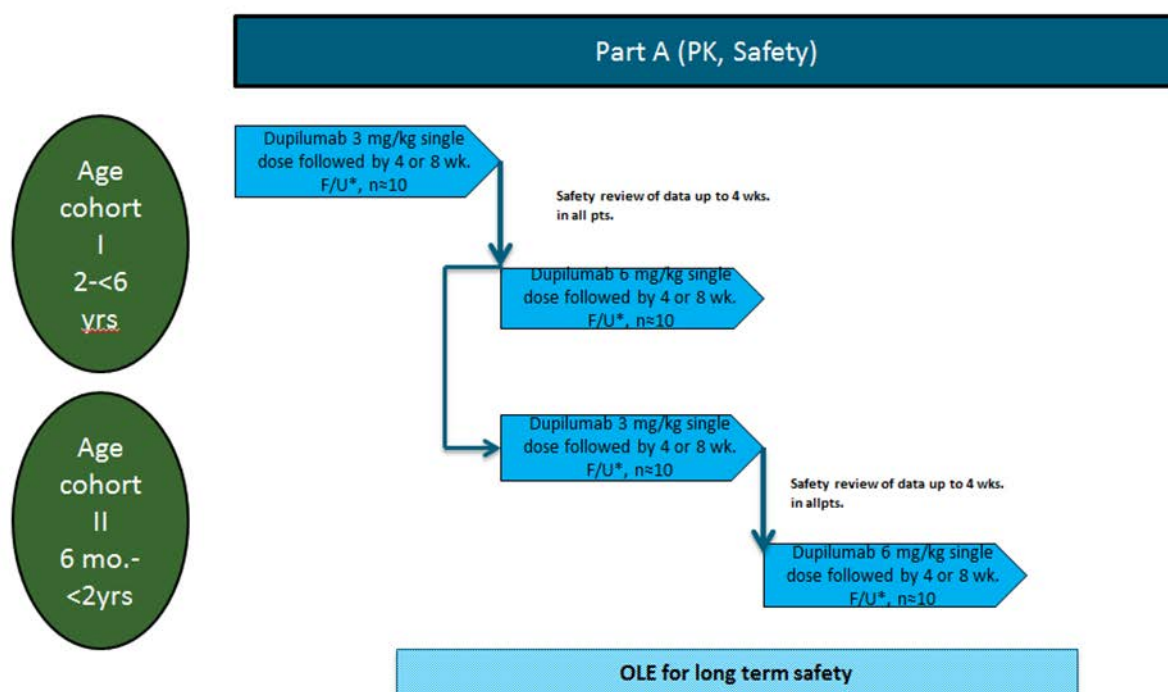 Part A (PK, Safety)
Age
cohort
I
2-<6
yrs
Dupilumab 3 mg/kg single
dose followed by 4 or 8 wk.
F/U*, n≈10
Safety review of data up to 4 wks.
in all pts.
Dupilumab 6 mg/kg single
dose followed by 4 or 8 wk.
F/U*, n≈10
Age
cohort
II
6 mo.-
<2yrs
Dupilumab 3 mg/kg single
dose followed by 4 or 8 wk.
F/U*, n≈10
Safety review of data up to 4 wks.
in allpts.
Dupilumab 6 mg/kg single
dose followed by 4 or 8 wk.
F/U*, n≈10
OLE for long term safety